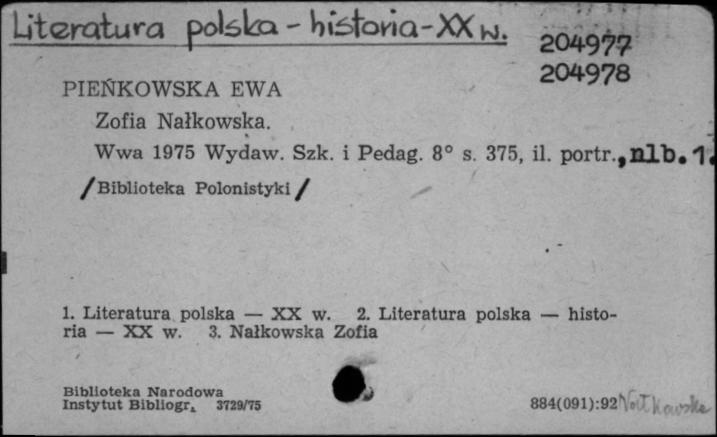 Literatura polska - historia - XX w.
204977
204978
PIEŃKOWSKA EWA
Zofia Nałkowska.
Wwa 1975 Wydaw. Szk. i Pedag. 8° s. 375, il. portr., nlb. 1.
/Biblioteka Polonistyki/
1. Literatura polska — XX w. 2. Literatura polska — histo-
ria — XX w. 3. Nałkowska Zofia
Biblioteka Narodowa
Instytut Bibliogr. 3729/75
884(091):92 Nałkowska